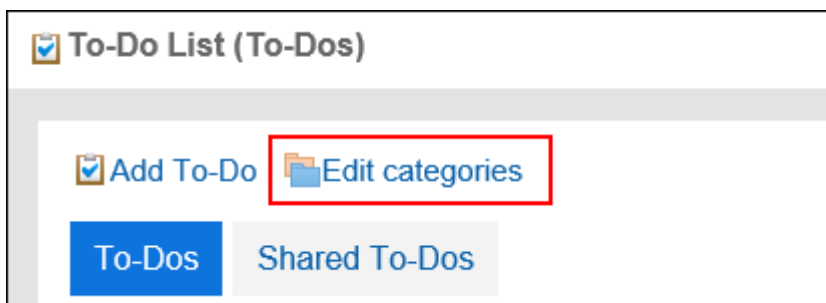 To-Do List (To-Dos)
Add To-Do Edit categories
To-Dos Shared To-Dos